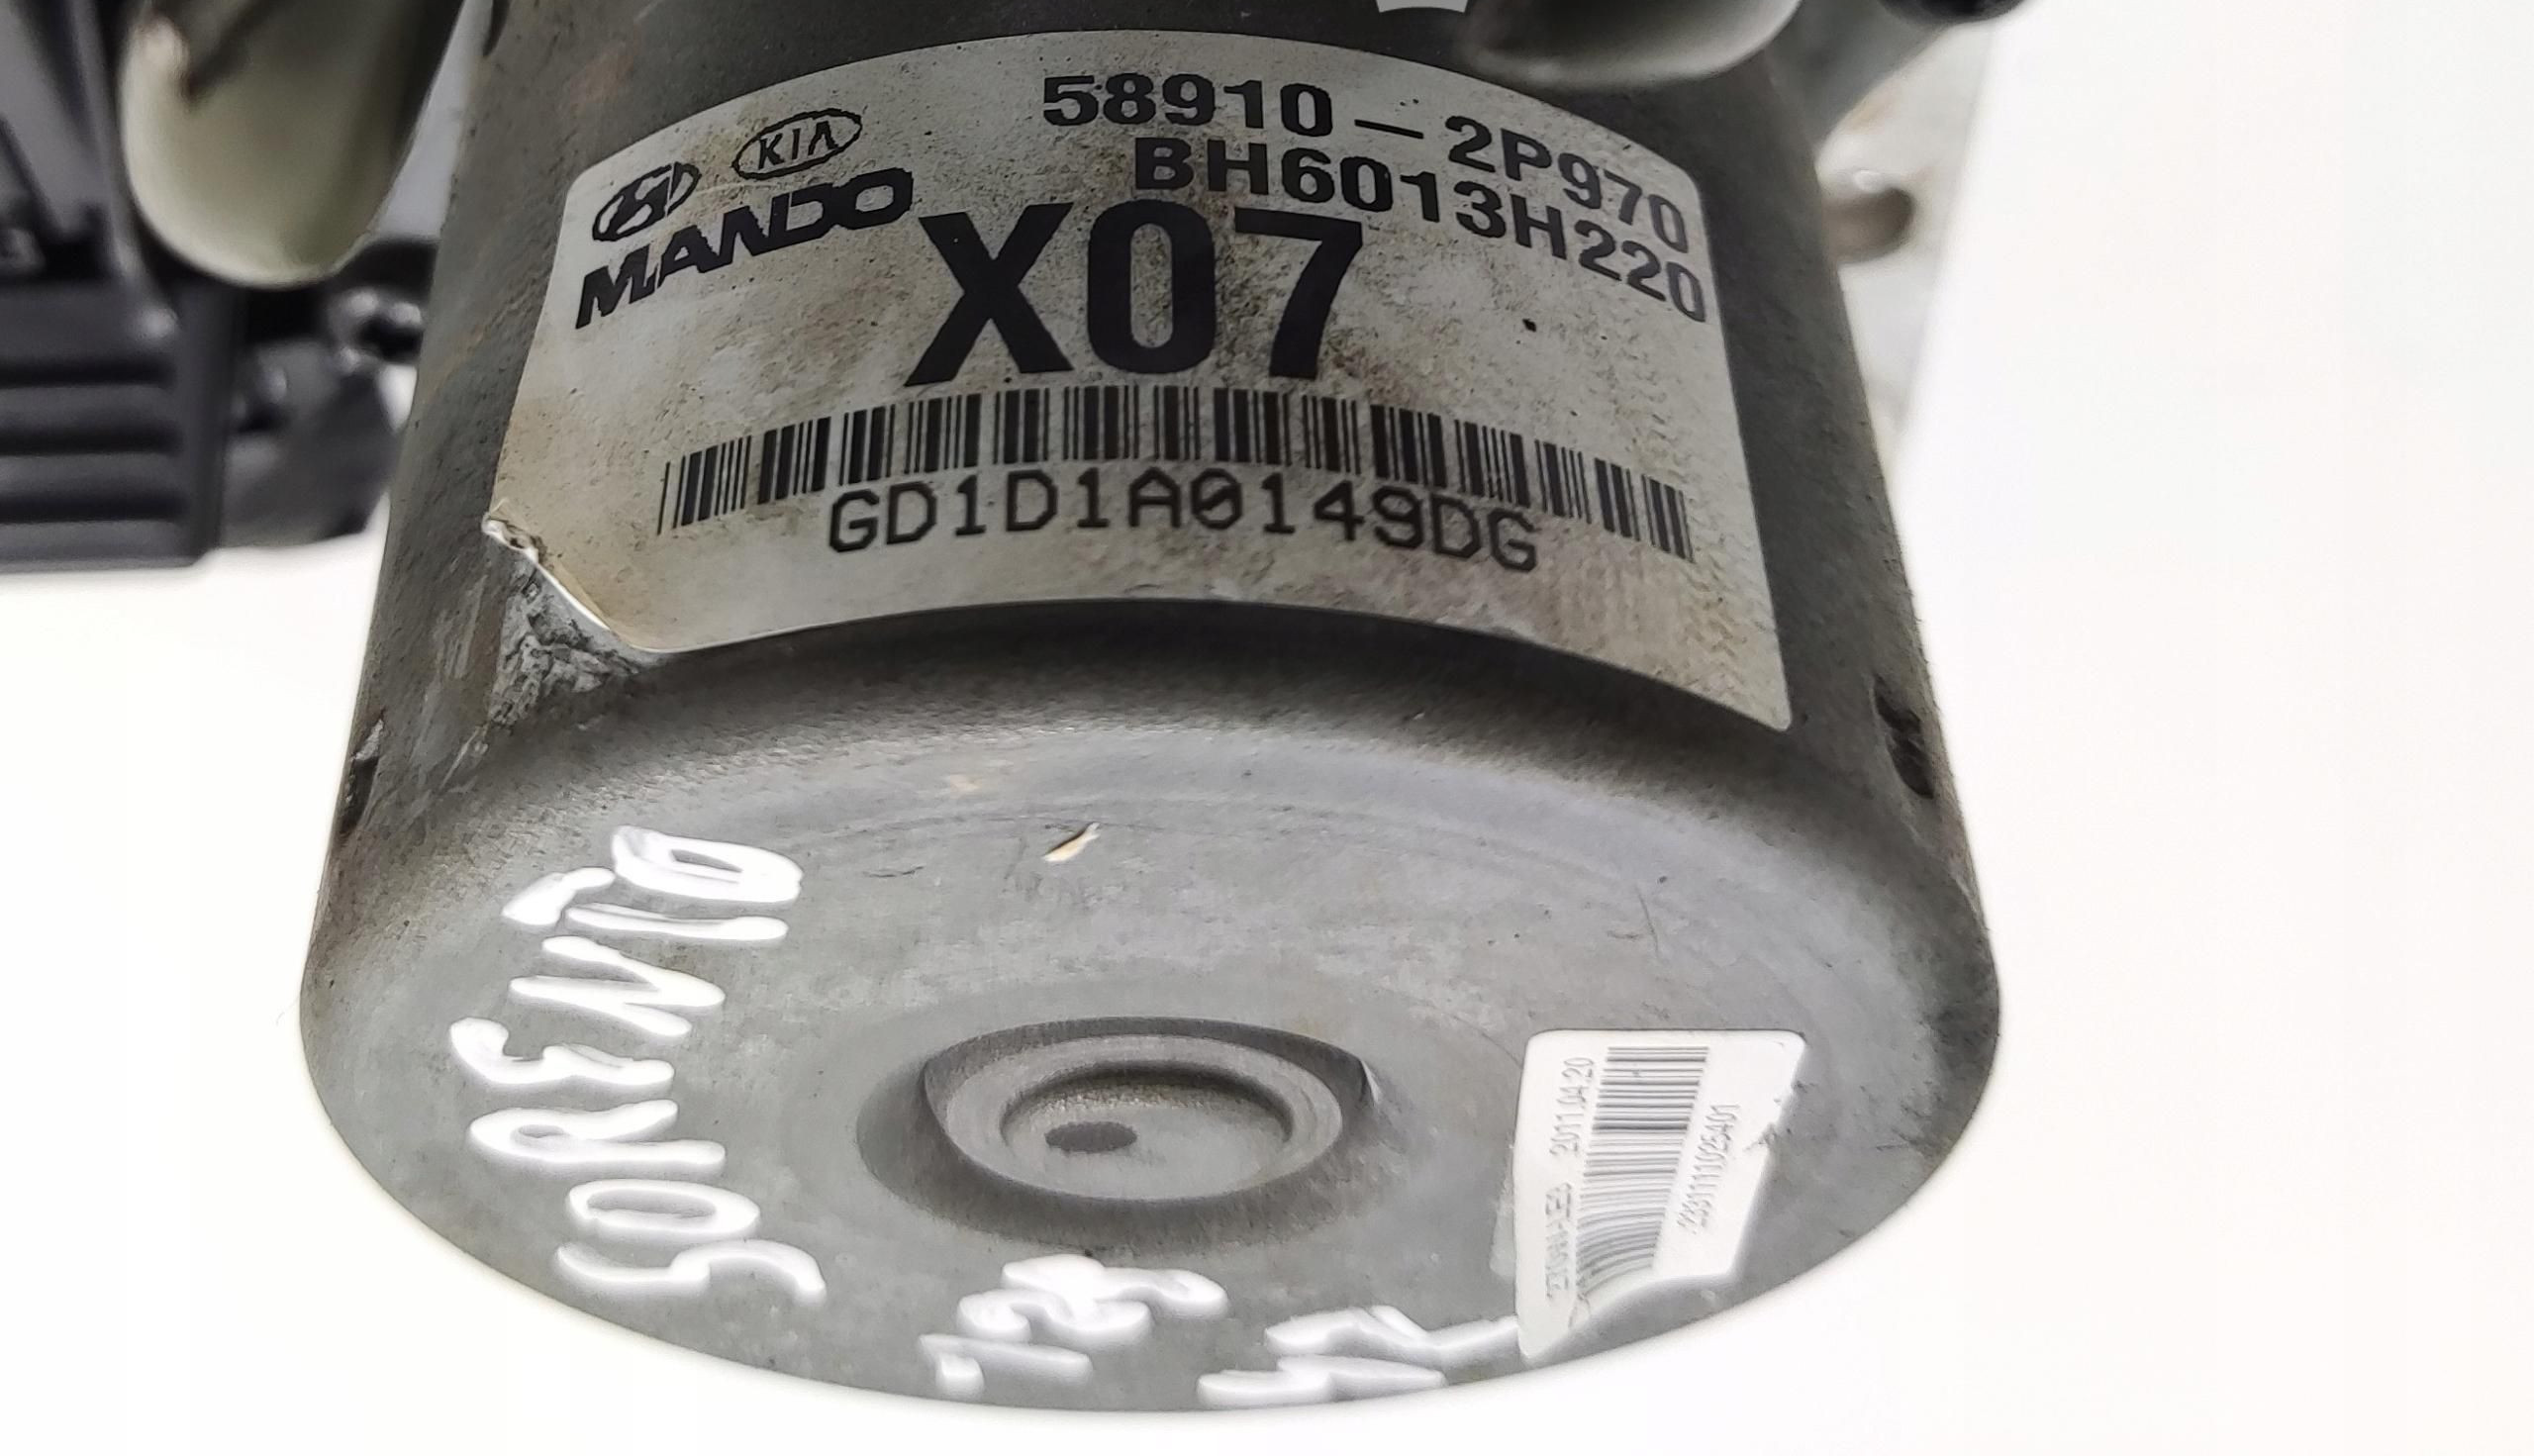 58910-2P970
KIA
BH6013H220
MANDO
X07
GD1D1A0149DG
SORENTO
2011.04.20